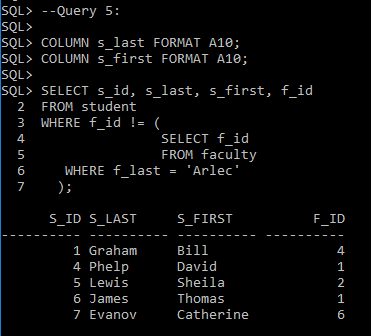 SQL> --Query 5:
SQL>
SQL> COLUMN s_last FORMAT A10;
SQL> COLUMN s_first FORMAT A10;
SQL>
SQL> SELECT s_id, s_last, s_first, f_id
  2  FROM student
  3  WHERE f_id != (
  4                 SELECT f_id
  5                 FROM faculty
  6     WHERE f_last = 'Arlec'
  7    );

      S_ID S_LAST     S_FIRST          F_ID
---------- ---------- ---------- ----------
         1 Graham     Bill                4
         4 Phelp      David               1
         5 Lewis      Sheila              2
         6 James      Thomas              1
         7 Evanov     Catherine           6